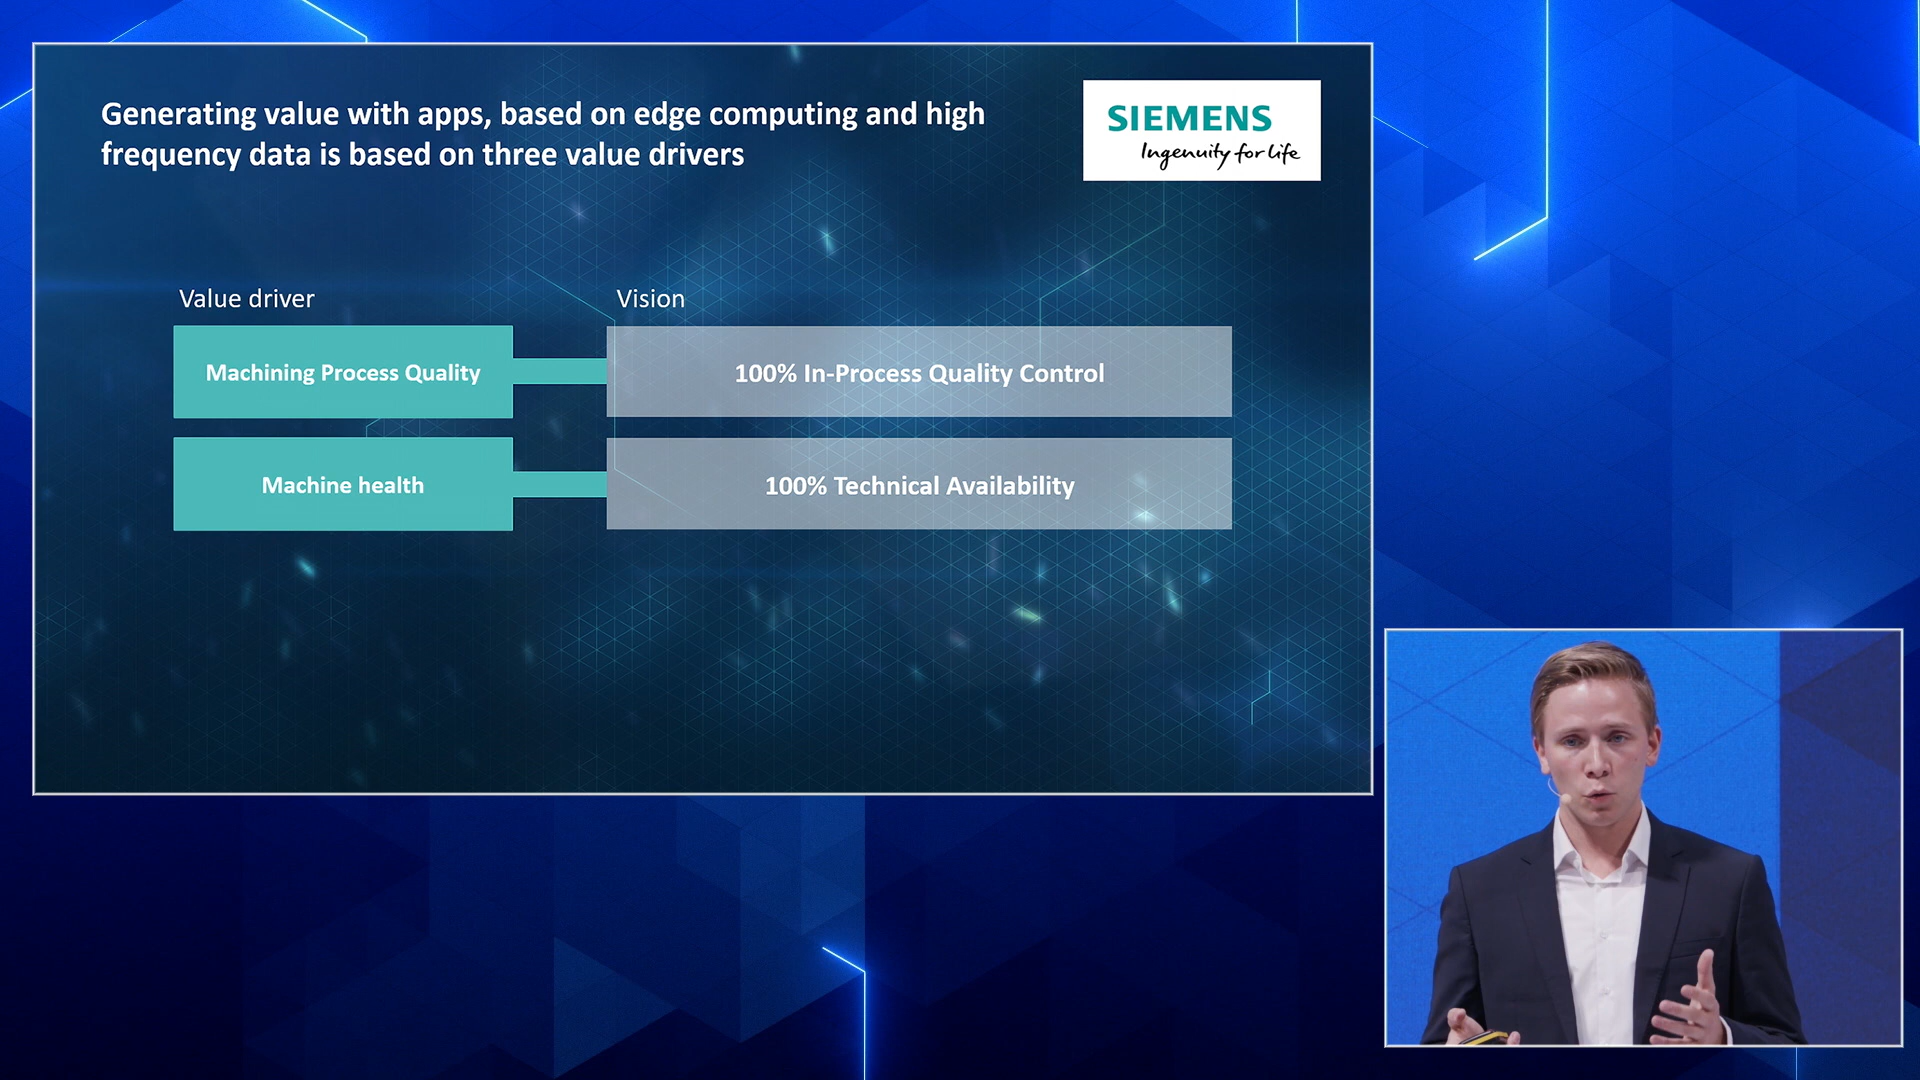 Generating value with apps, based on edge computing and high
frequency data is based on three value drivers
SIEMENS
Ingenuity for life
Value driver
Vision
Machining Process Quality
100% In-Process Quality Control
Machine health
100% Technical Availability